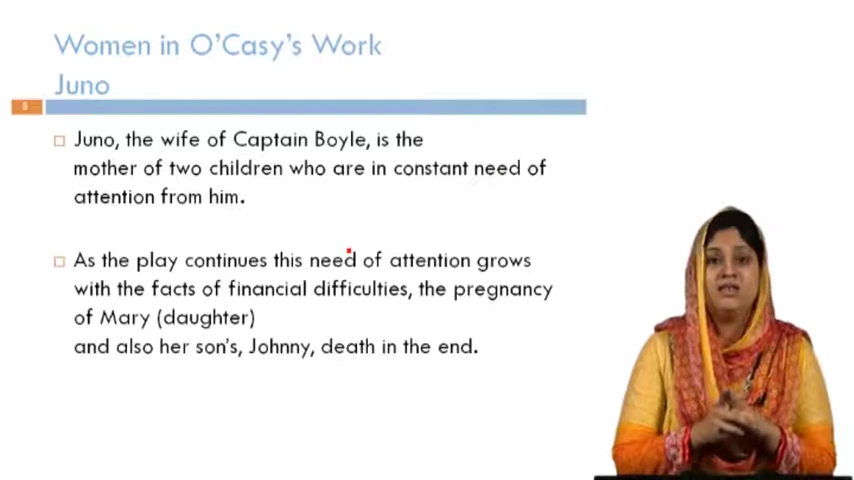 Women in O'Casy's Work
Juno
5
Juno, the wife of Captain Boyle, is the
mother of two children who are in constant need of
attention from him.
As the play continues this need of attention grows
with the facts of financial difficulties, the pregnancy
of Mary (daughter)
and also her son's, Johnny, death in the end.